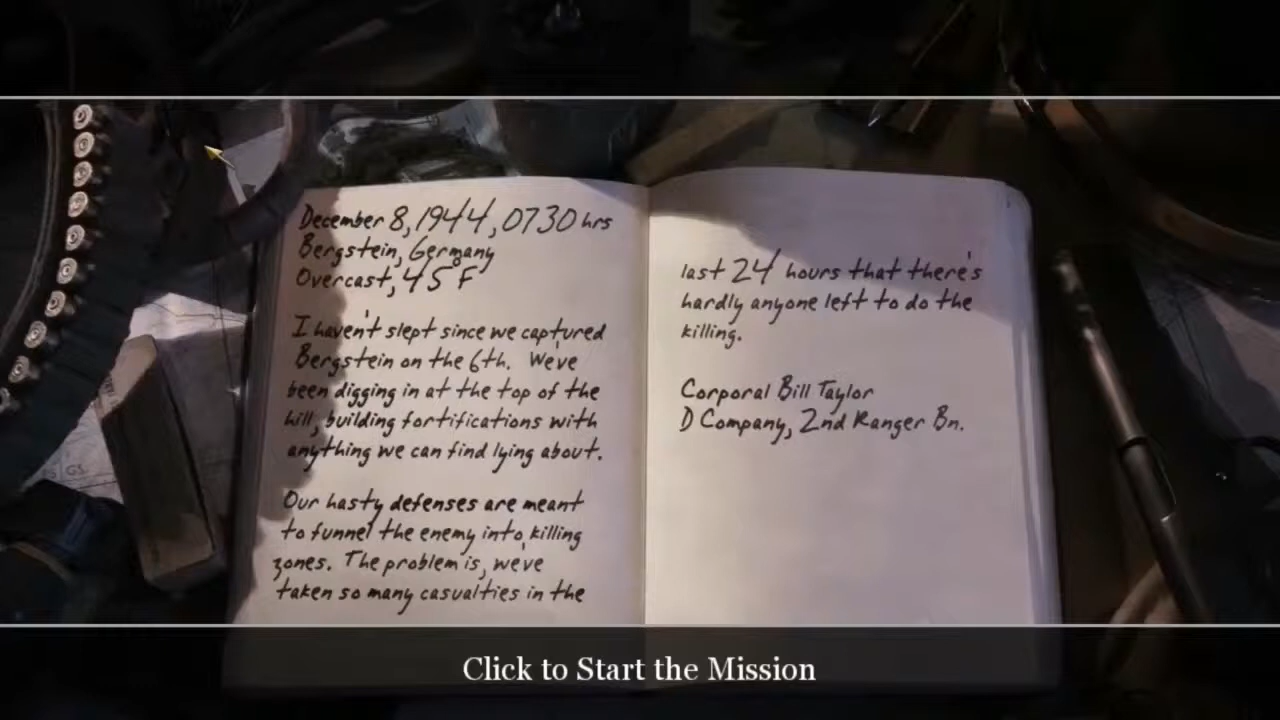 December 8, 1944, 0730 hrs
Bergstein, Germany
Overcast, 45°F
I haven't slept since we captured
Bergstein on the 6th. We've
been digging in at the top of the
hill, building fortifications with
anything we can find lying about.
Our hasty defenses are meant
to funnel the enemy into killing
zones. The problem is, we've
taken so many casualties in the
last 24 hours that there's
hardly anyone left to do the
killing.
Corporal Bill Taylor
D Company, 2nd Ranger Bn.
Click to Start the Mission